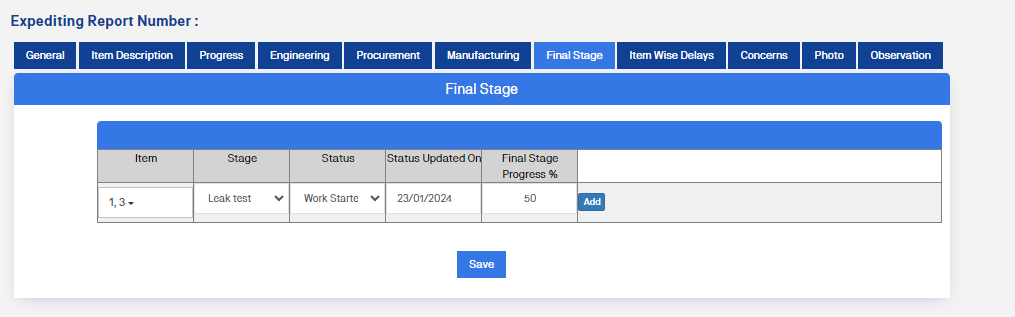 Expediting Report Number :
General Item Description Progress Engineering Procurement Manufacturing Final Stage Item Wise Delays Concerns Photo Observation
Final Stage
Item Stage Status Status Updated On Final Stage
Progress %
1, 3 Leak test Work Starte 23/01/2024 50 Add
Save